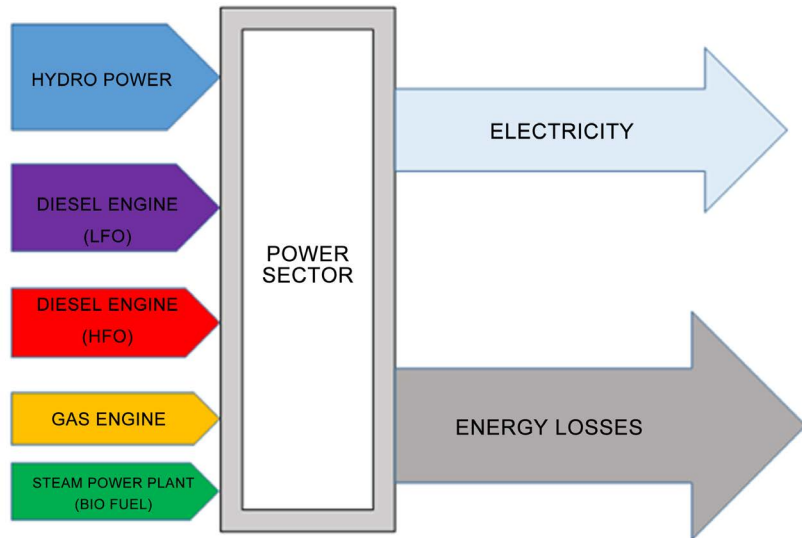 HYDRO POWER
DIESEL ENGINE
(LFO)
DIESEL ENGINE
(HFO)
GAS ENGINE
STEAM POWER PLANT
(BIO FUEL)
POWER
SECTOR
ELECTRICITY
ENERGY LOSSES